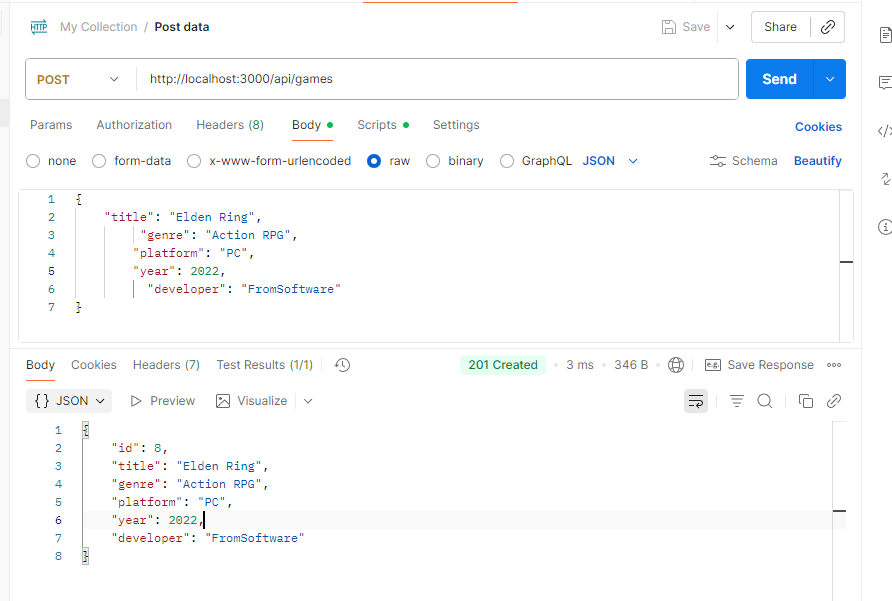 HTTP My Collection / Post data Save Share
POST http://localhost:3000/api/games Send
Params Authorization Headers (8) Body Scripts Settings Cookies
none form-data x-www-form-urlencoded raw binary GraphQL JSON Schema Beautify
1 {
2 "title": "Elden Ring",
3 "genre": "Action RPG",
4 "platform": "PC",
5 "year": 2022,
6 "developer": "FromSoftware"
7 }
Body Cookies Headers (7) Test Results (1/1) 201 Created 3 ms 346 B e.g. Save Response
{} JSON Preview Visualize
1 {
2 "id": 8,
3 "title": "Elden Ring",
4 "genre": "Action RPG",
5 "platform": "PC",
6 "year": 2022,
7 "developer": "FromSoftware"
8 }